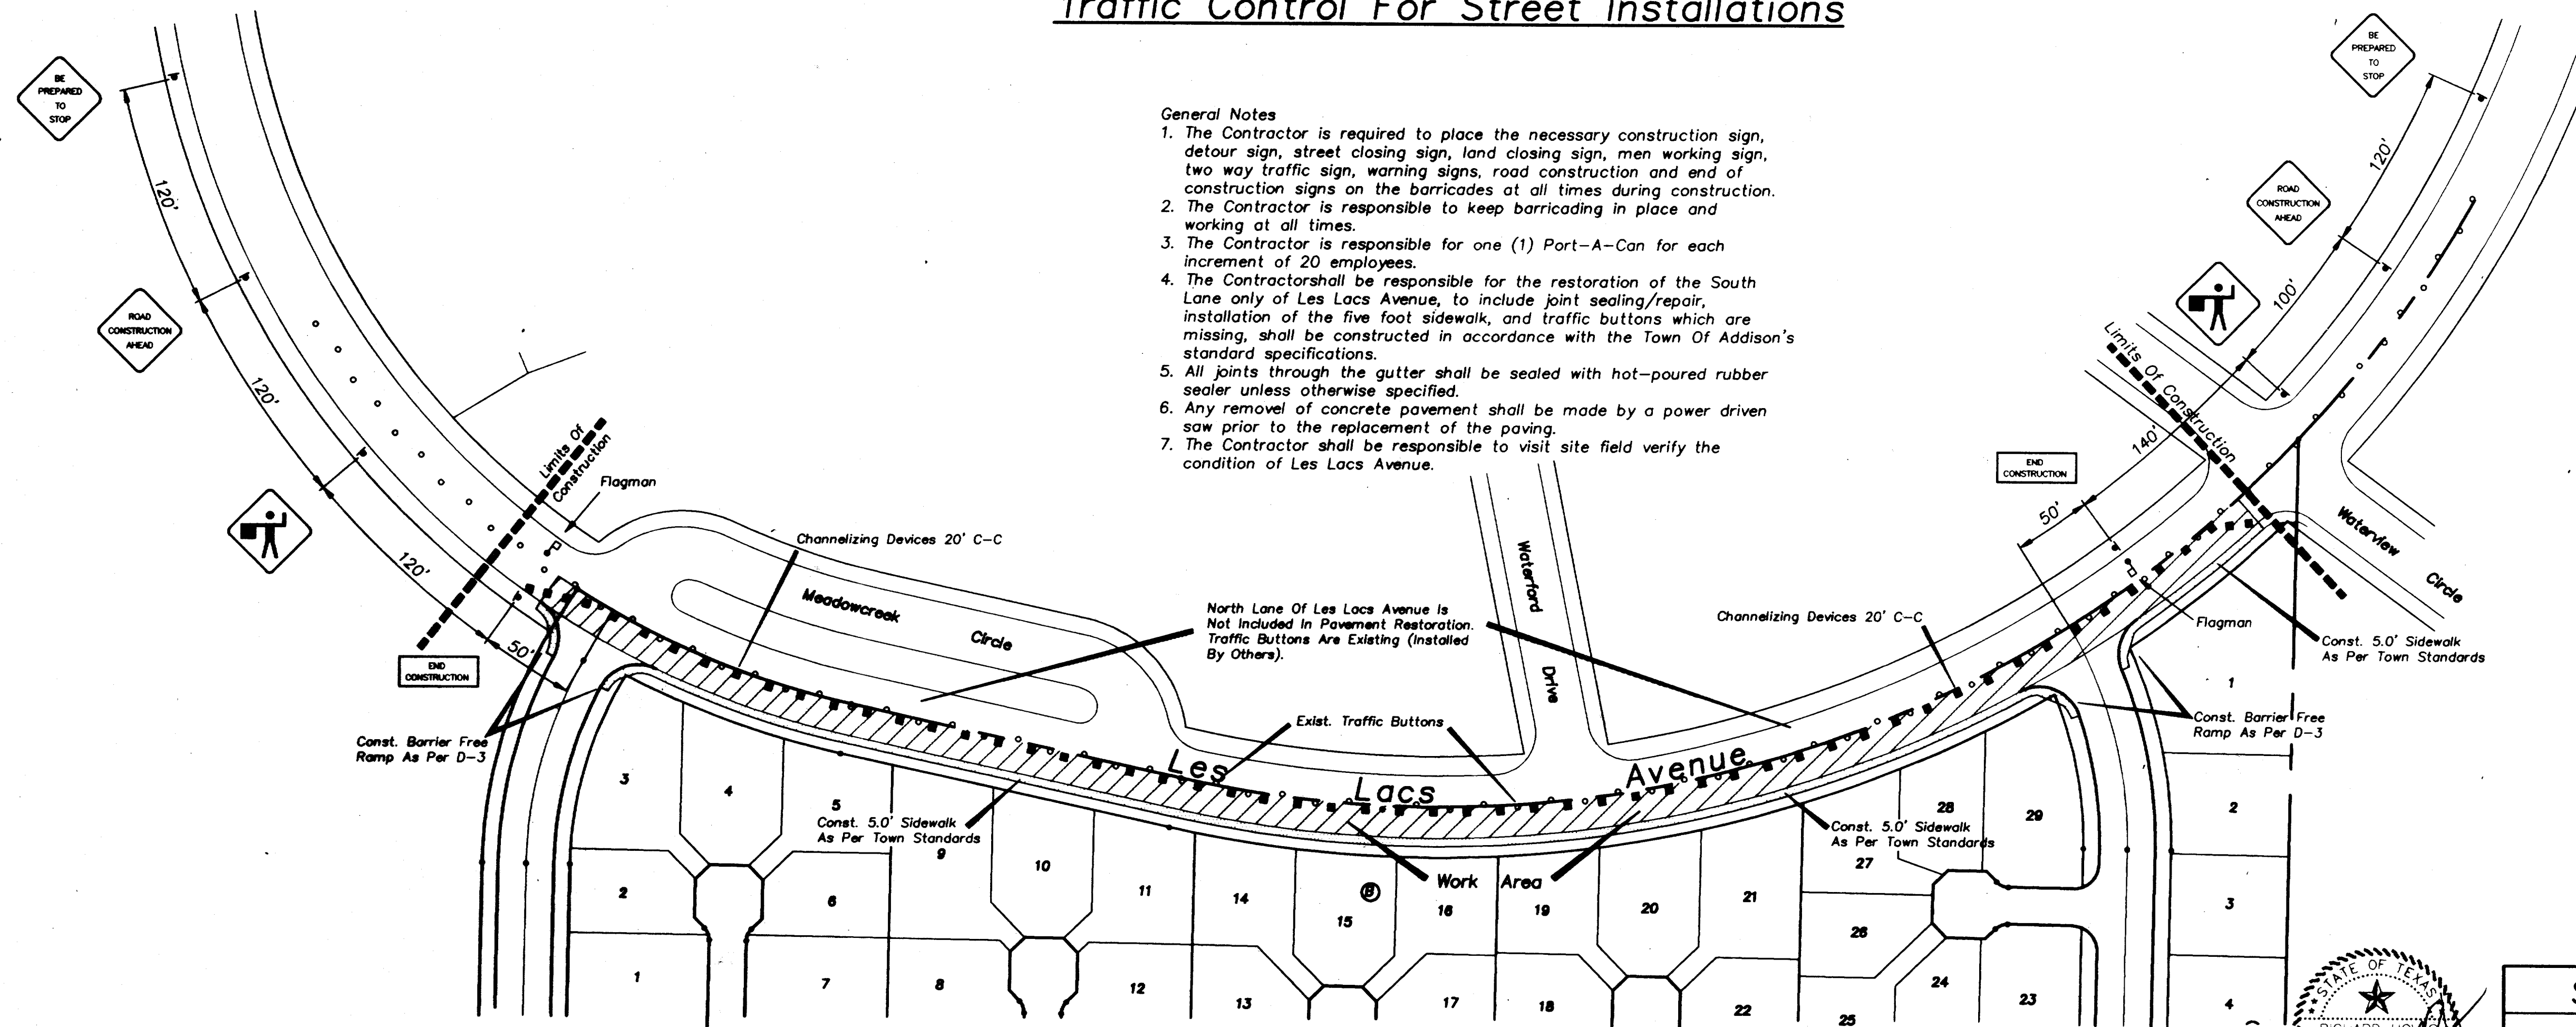 Traffic Control For Street Installations
BE
PREPARED
TO
STOP
120'
ROAD
CONSTRUCTION
AHEAD
120'
120'
50'
END
CONSTRUCTION
Limits Of
Construction
Flagman
General Notes
1. The Contractor is required to place the necessary construction sign,
detour sign, street closing sign, land closing sign, men working sign,
two way traffic sign, warning signs, road construction and end of
construction signs on the barricades at all times during construction.
2. The Contractor is responsible to keep barricading in place and
working at all times.
3. The Contractor is responsible for one (1) Port-A-Can for each
increment of 20 employees.
4. The Contractorshall be responsible for the restoration of the South
Lane only of Les Lacs Avenue, to include joint sealing/repair,
installation of the five foot sidewalk, and traffic buttons which are
missing, shall be constructed in accordance with the Town Of Addison's
standard specifications.
5. All joints through the gutter shall be sealed with hot-poured rubber
sealer unless otherwise specified.
6. Any removel of concrete pavement shall be made by a power driven
saw prior to the replacement of the paving.
7. The Contractor shall be responsible to visit site field verify the
condition of Les Lacs Avenue.
BE
PREPARED
TO
STOP
120'
ROAD
CONSTRUCTION
AHEAD
100'
Limits Of Construction
140'
END
CONSTRUCTION
50'
Waterview
Circle
Channelizing Devices 20' C-C
Meadowcreek
Circle
Waterford
Drive
North Lane Of Les Lacs Avenue Is
Not Included In Pavement Restoration.
Traffic Buttons Are Existing (Installed
By Others).
Channelizing Devices 20' C-C
Flagman
Const. 5.0' Sidewalk
As Per Town Standards
Const. Barrier Free
Ramp As Per D-3
Const. Barrier Free
Ramp As Per D-3
Exist. Traffic Buttons
Les
Lacs
Avenue
Const. 5.0' Sidewalk
As Per Town Standards
Const. 5.0' Sidewalk
As Per Town Standards
Work Area
B
3
4
5
9
10
11
14
15
16
19
20
21
27
28
29
1
2
2
6
26
3
1
7
8
12
13
17
18
22
25
24
23
4
STATE OF TEXAS